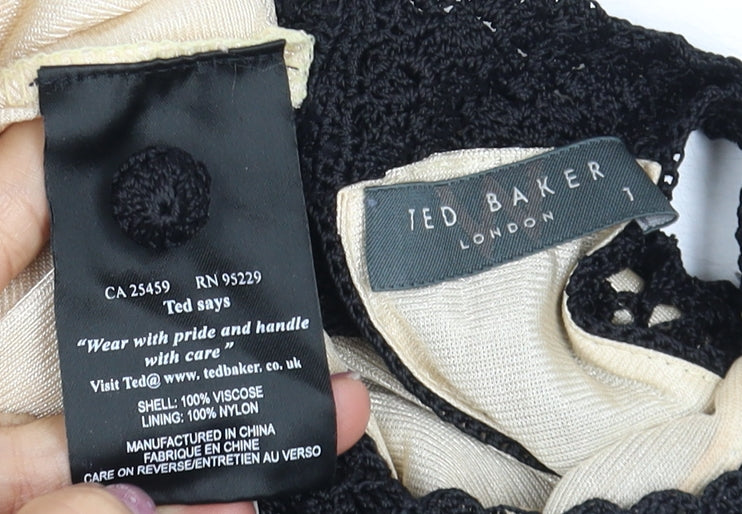 CA 25459 RN 95229
Ted says
“Wear with pride and handle
with care”
Visit Ted@ www. tedbaker. co. uk
SHELL: 100% VISCOSE
LINING: 100% NYLON
MANUFACTURED IN CHINA
FABRIQUE EN CHINE
CARE ON REVERSE/ENTRETIEN AU VERSO
TED BAKER
LONDON
1
W